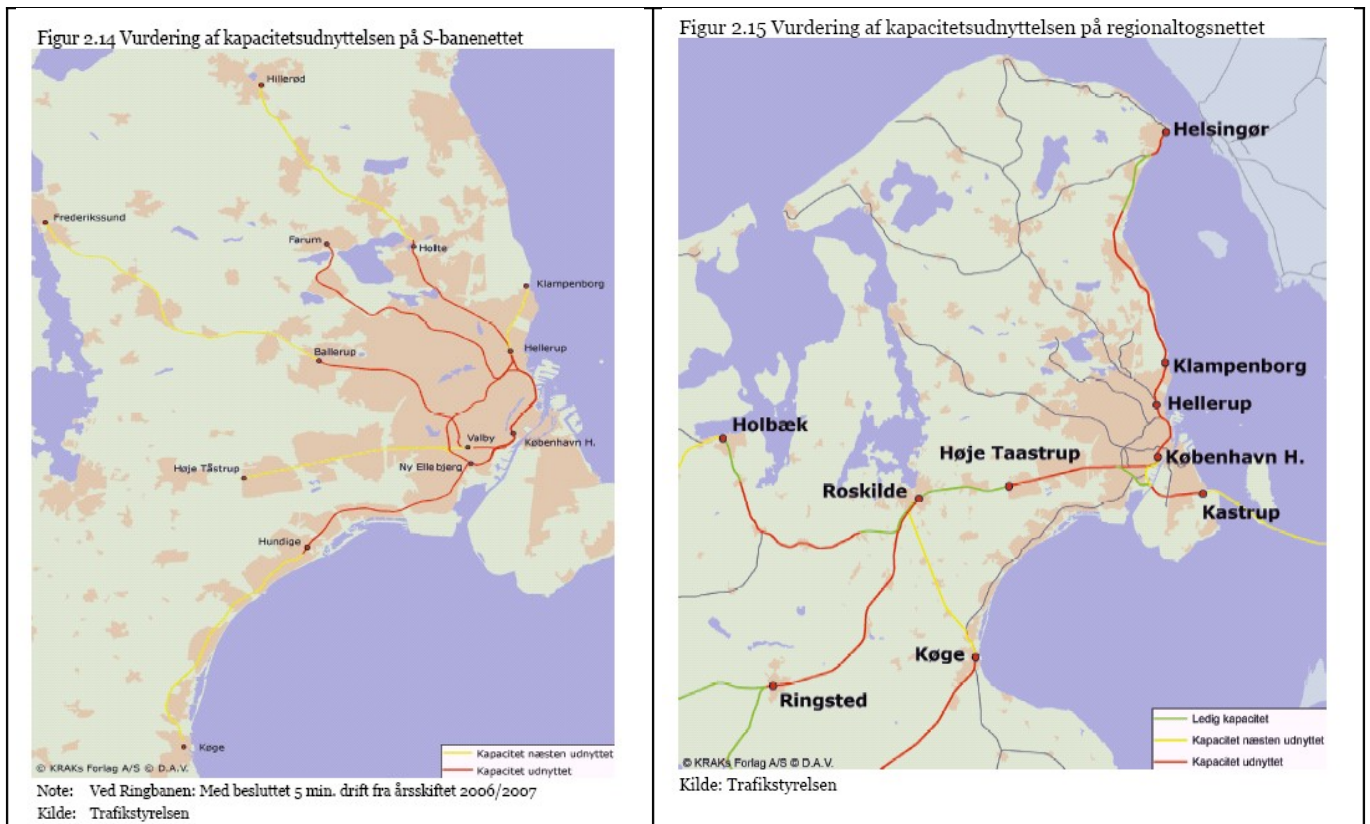 Figur 2.14 Vurdering af kapacitetsudnyttelsen på S-banenettet
Hillerød
Frederikssund
Farum
Holte
Klampenborg
Hellerup
Ballerup
Valby
København H.
Ny Ellebjerg
Høje Tåstrup
Hundige
Køge
Kapacitet næsten udnyttet
Kapacitet udnyttet
© KRAKs Forlag A/S © D.A.V.
Note: Ved Ringbanen: Med besluttet 5 min. drift fra årsskiftet 2006/2007
Kilde: Trafikstyrelsen
Figur 2.15 Vurdering af kapacitetsudnyttelsen på regionaltogsnettet
Helsingør
Klampenborg
Hellerup
Holbæk
Høje Taastrup
København H.
Roskilde
Kastrup
Køge
Ringsted
Ledig kapacitet
Kapacitet næsten udnyttet
Kapacitet udnyttet
© KRAKs Forlag A/S © D.A.V.
Kilde: Trafikstyrelsen